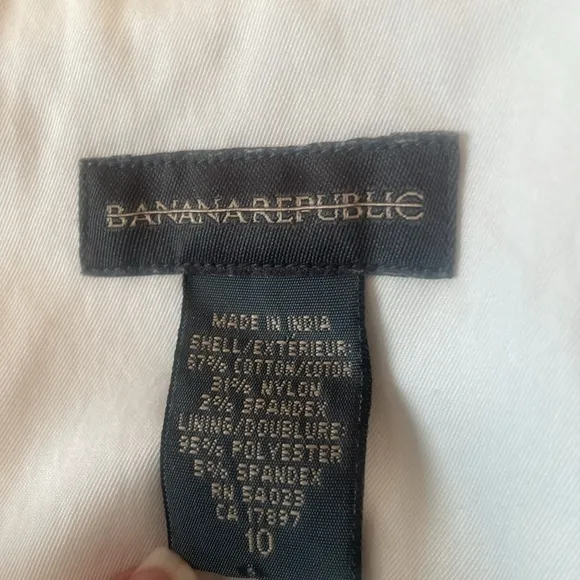 BANANA REPUBLIC
MADE IN INDIA
SHELL/EXTERIEUR:
67% COTTON/COTON
31% NYLON
2% SPANDEX
LINING/DOUBLURE:
95% POLYESTER
5% SPANDEX
RN 54023
CA 17897
10